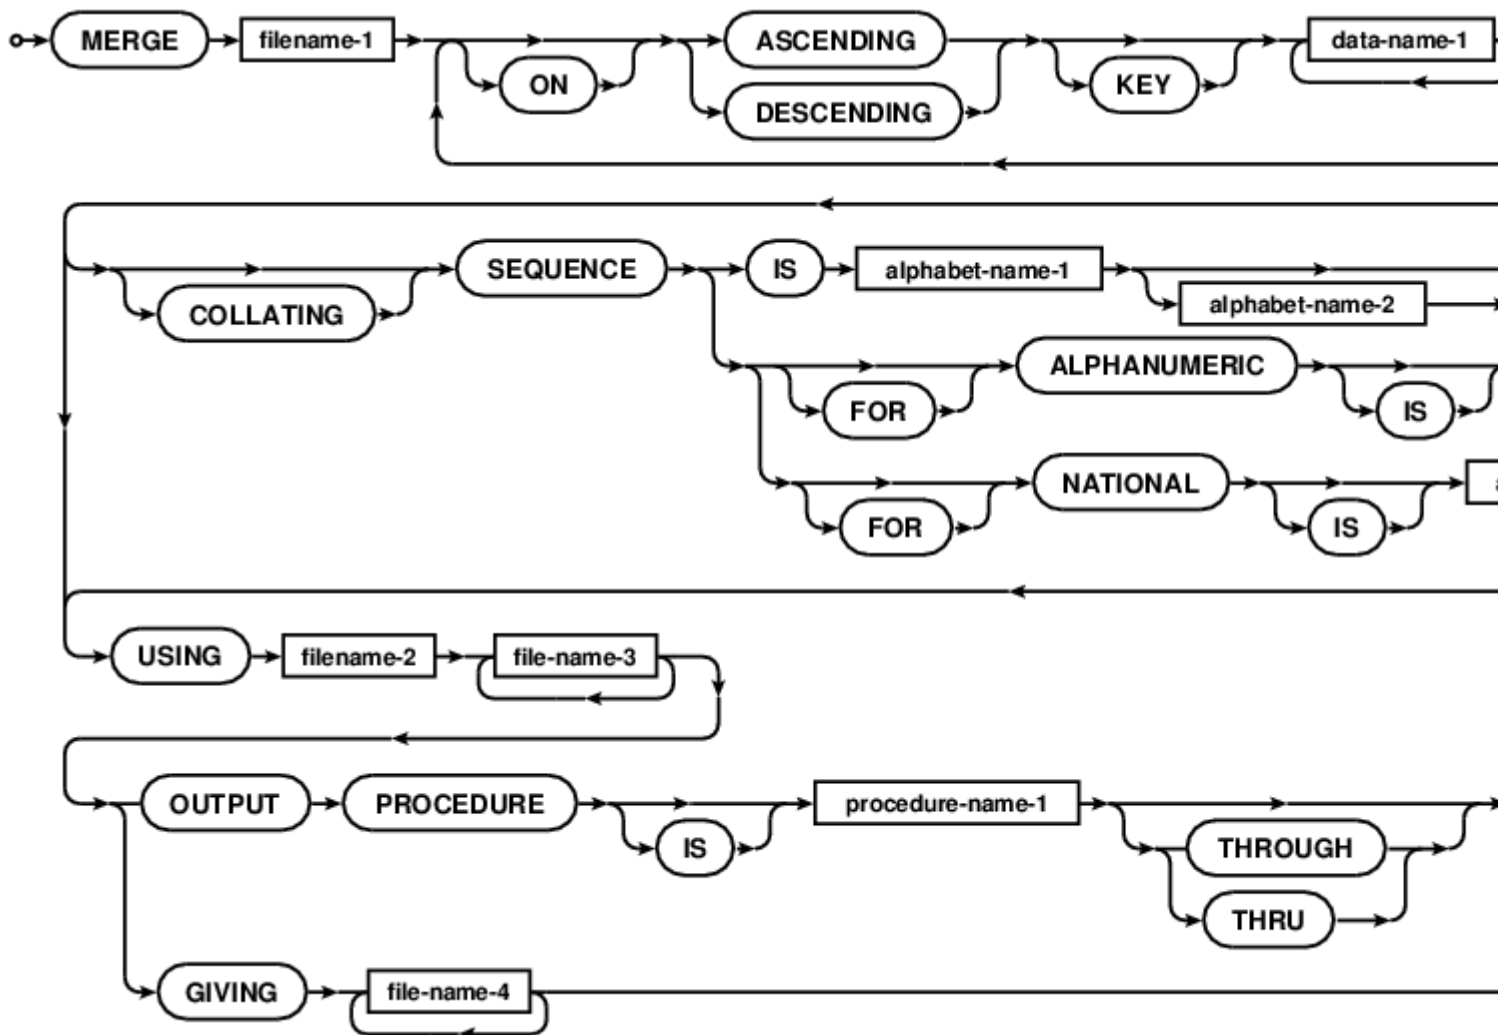 MERGE filename-1 ASCENDING data-name-1
ON KEY
DESCENDING
SEQUENCE IS alphabet-name-1
COLLATING alphabet-name-2
ALPHANUMERIC
FOR IS
NATIONAL
FOR IS
USING filename-2 file-name-3
OUTPUT PROCEDURE procedure-name-1
IS THROUGH
THRU
GIVING file-name-4